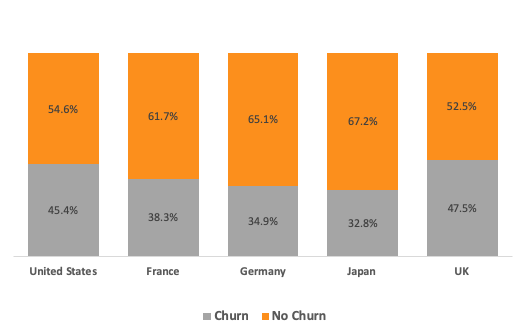 54.6% 61.7% 65.1% 67.2% 52.5%
45.4% 38.3% 34.9% 32.8% 47.5%
United States France Germany Japan UK
Churn No Churn